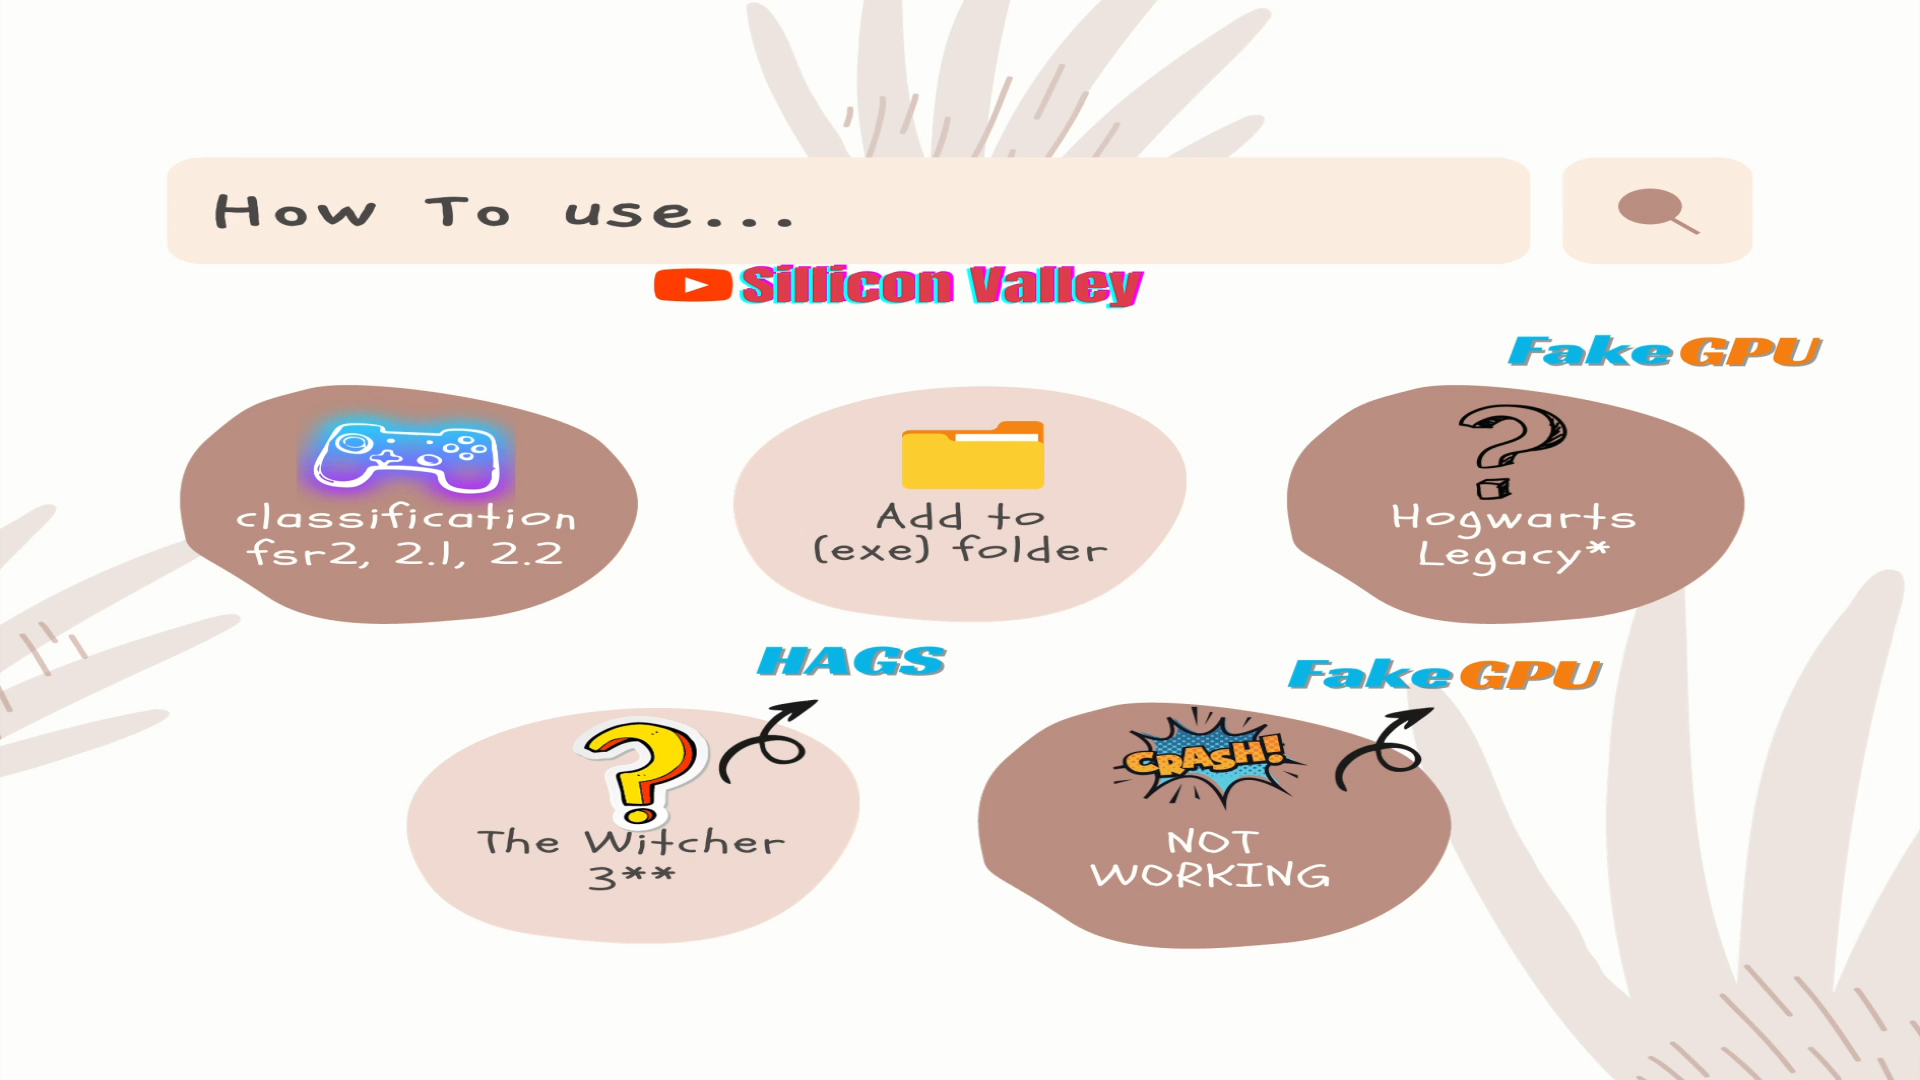 How To use...
Sillicon Valley
Fake GPU
classification
fsr2, 2.1, 2.2
Add to
(exe) folder
Hogwarts
Legacy*
HAGS
Fake GPU
The Witcher
3**
CRASH!
NOT
WORKING